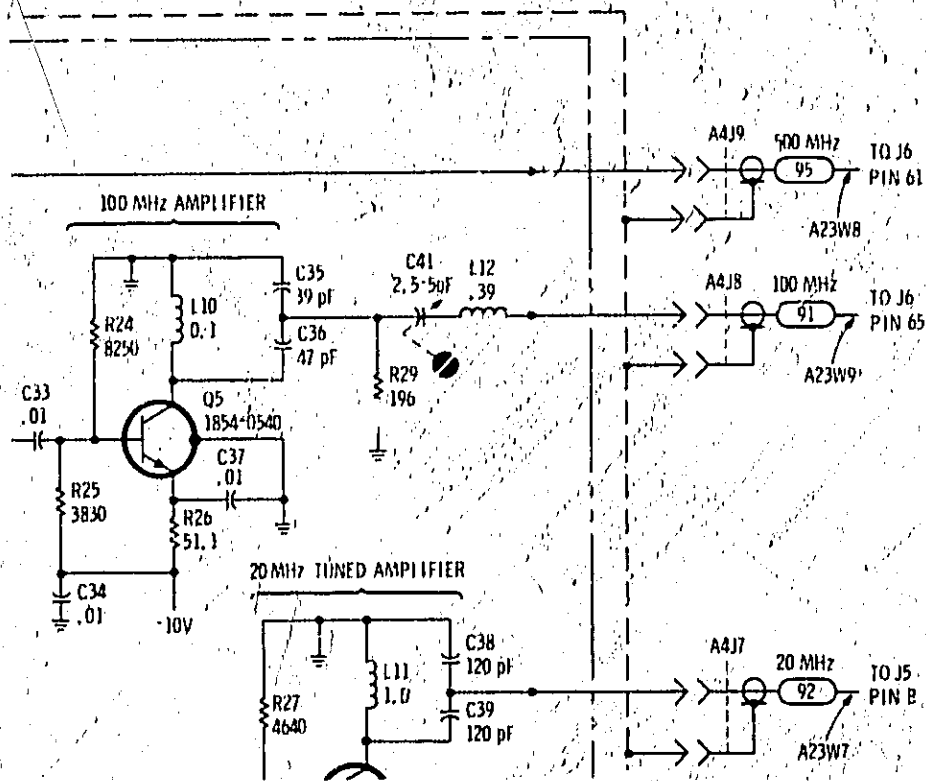 A4J9
500 MHz
95
TO J6
PIN 61
A23W8
100 MHz AMPLIFIER
C35
39 pF
C41
2.5-5pF
L12
.39
A4J8
100 MHz
91
TO J6
PIN 65
A23W9
R24
8250
L10
0.1
C36
47 pF
R29
196
C33
.01
Q5
1854-0540
R25
3830
C37
.01
R26
51.1
C34
.01
-10V
20 MHz TUNED AMPLIFIER
R27
4640
L11
1.0
C38
120 pF
C39
120 pF
A4J7
20 MHz
92
TO J5
PIN B
A23W7